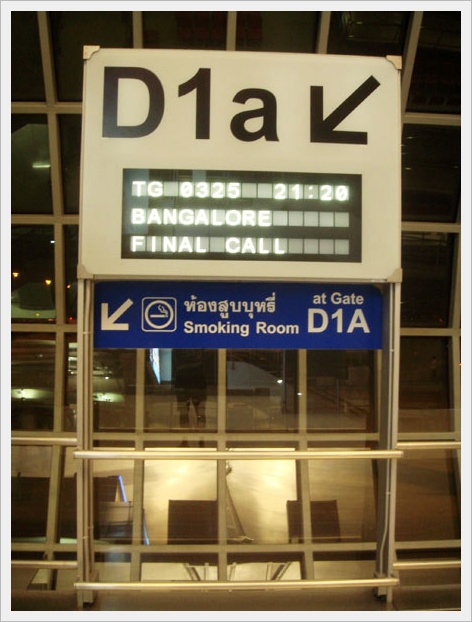 D1a
TG 0325 21:20
BANGALORE
FINAL CALL
ห้องสูบบุหรี่
Smoking Room
at Gate
D1A